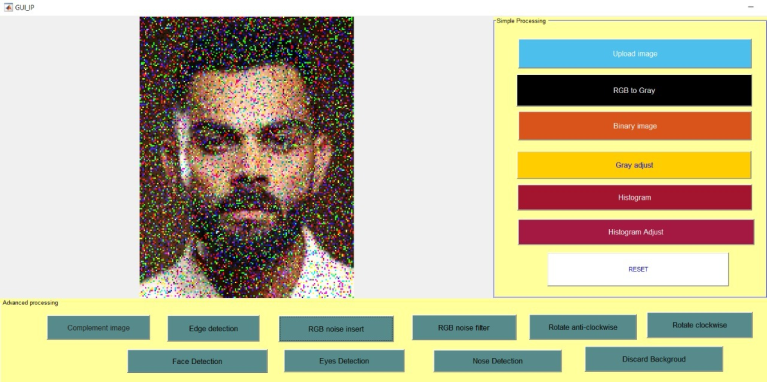 GUI_IP
Simple Processing
Upload image
RGB to Gray
Binary image
Gray adjust
Histogram
Histogram Adjust
RESET
Advanced processing
Complement image
Edge detection
RGB noise insert
RGB noise filter
Rotate anti-clockwise
Rotate clockwise
Face Detection
Eyes Detection
Nose Detection
Discard Backgroud